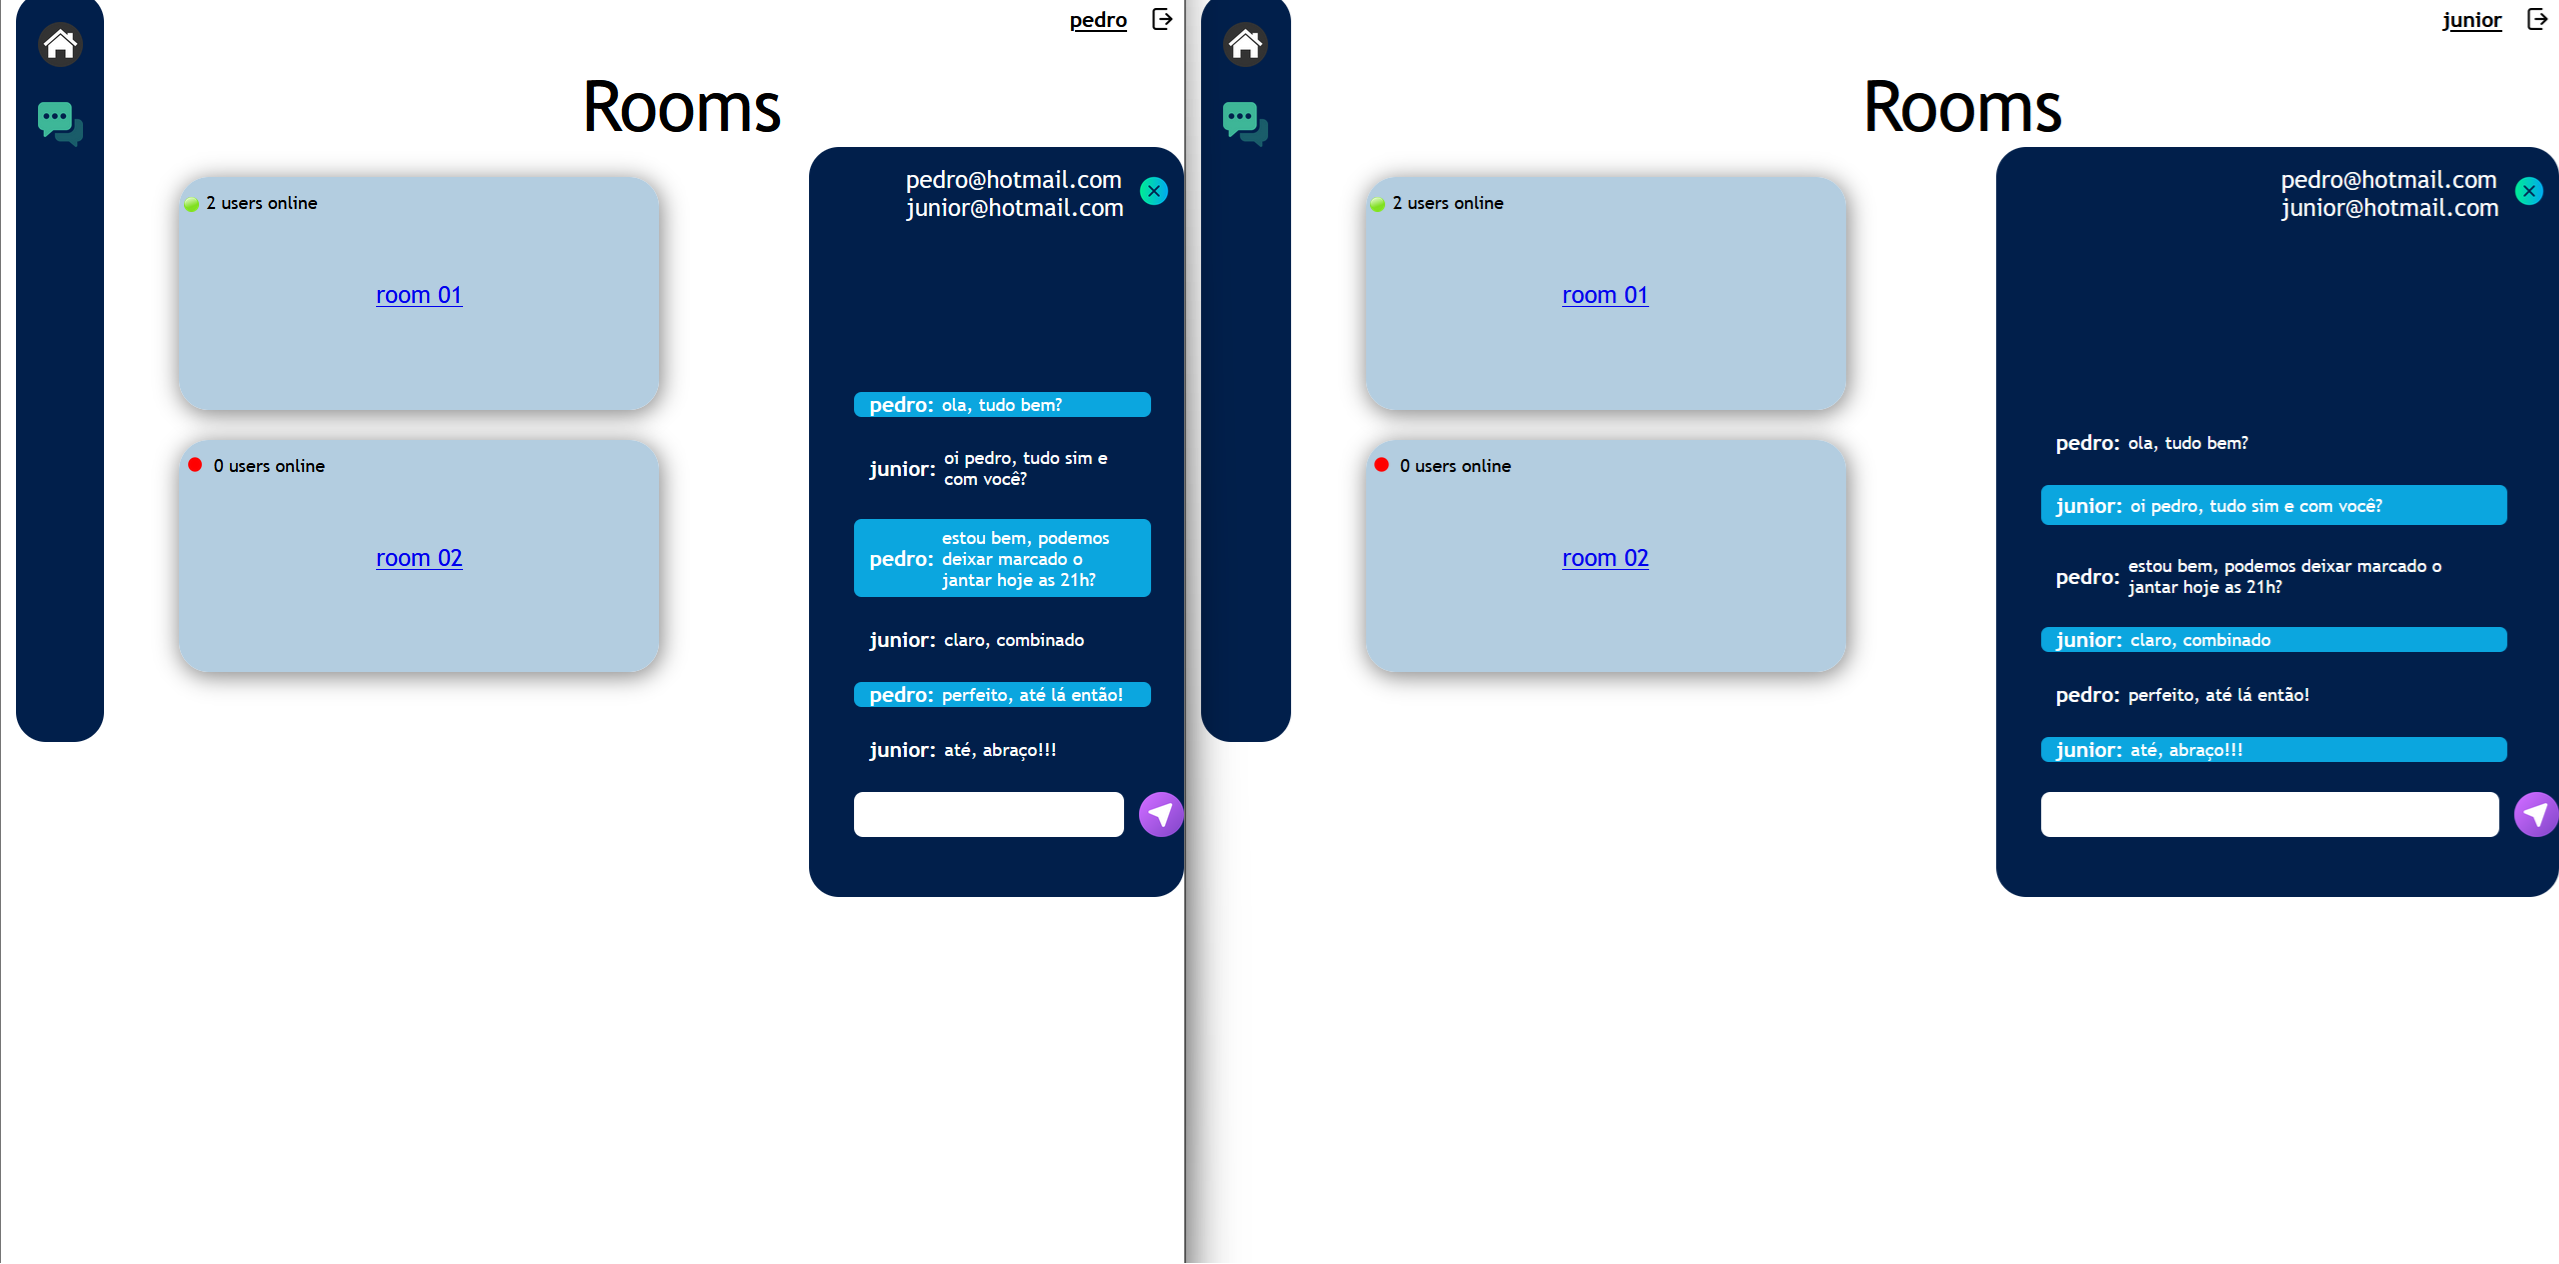 pedro
Rooms
pedro@hotmail.com
junior@hotmail.com
2 users online
room 01
0 users online
room 02
pedro: ola, tudo bem?
junior: oi pedro, tudo sim e
com você?
pedro: estou bem, podemos
deixar marcado o
jantar hoje as 21h?
junior: claro, combinado
pedro: perfeito, até lá então!
junior: até, abraço!!!
junior
Rooms
pedro@hotmail.com
junior@hotmail.com
2 users online
room 01
0 users online
room 02
pedro: ola, tudo bem?
junior: oi pedro, tudo sim e com você?
pedro: estou bem, podemos deixar marcado o
jantar hoje as 21h?
junior: claro, combinado
pedro: perfeito, até lá então!
junior: até, abraço!!!